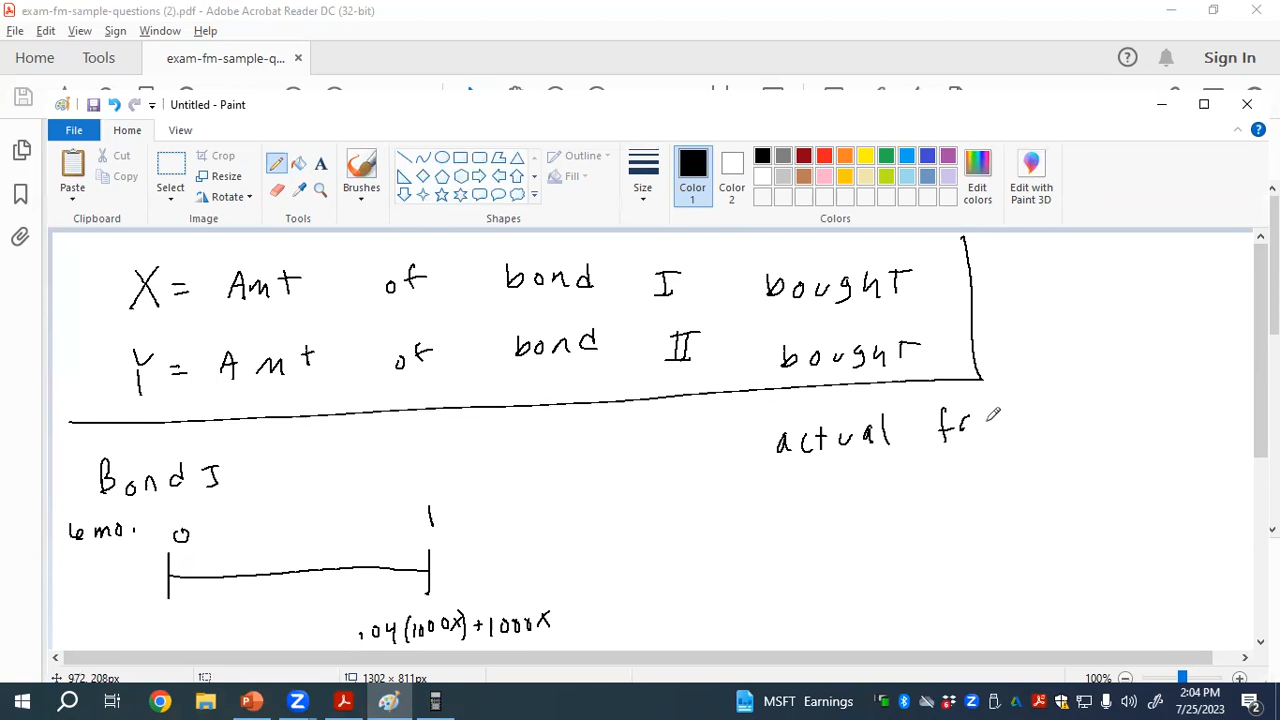 exam-fm-sample-questions (2).pdf - Adobe Acrobat Reader DC (32-bit)
File Edit View Sign Window Help
Home Tools exam-fm-sample-q... × Sign In
Untitled - Paint
File Home View
Paste Cut Copy
Select Crop Resize Rotate
A
Brushes
Outline Fill
Size
Color 1
Color 2
Edit colors
Edit with Paint 3D
Clipboard Image Tools Shapes Colors
X = Amt of bond I bought
Y = Amt of bond II bought
actual fa
Bond I
6 mo. 0 1
.04(1000X)+1000X
972, 208px 1302 × 811px 100%
MSFT Earnings 2:04 PM
7/25/2023